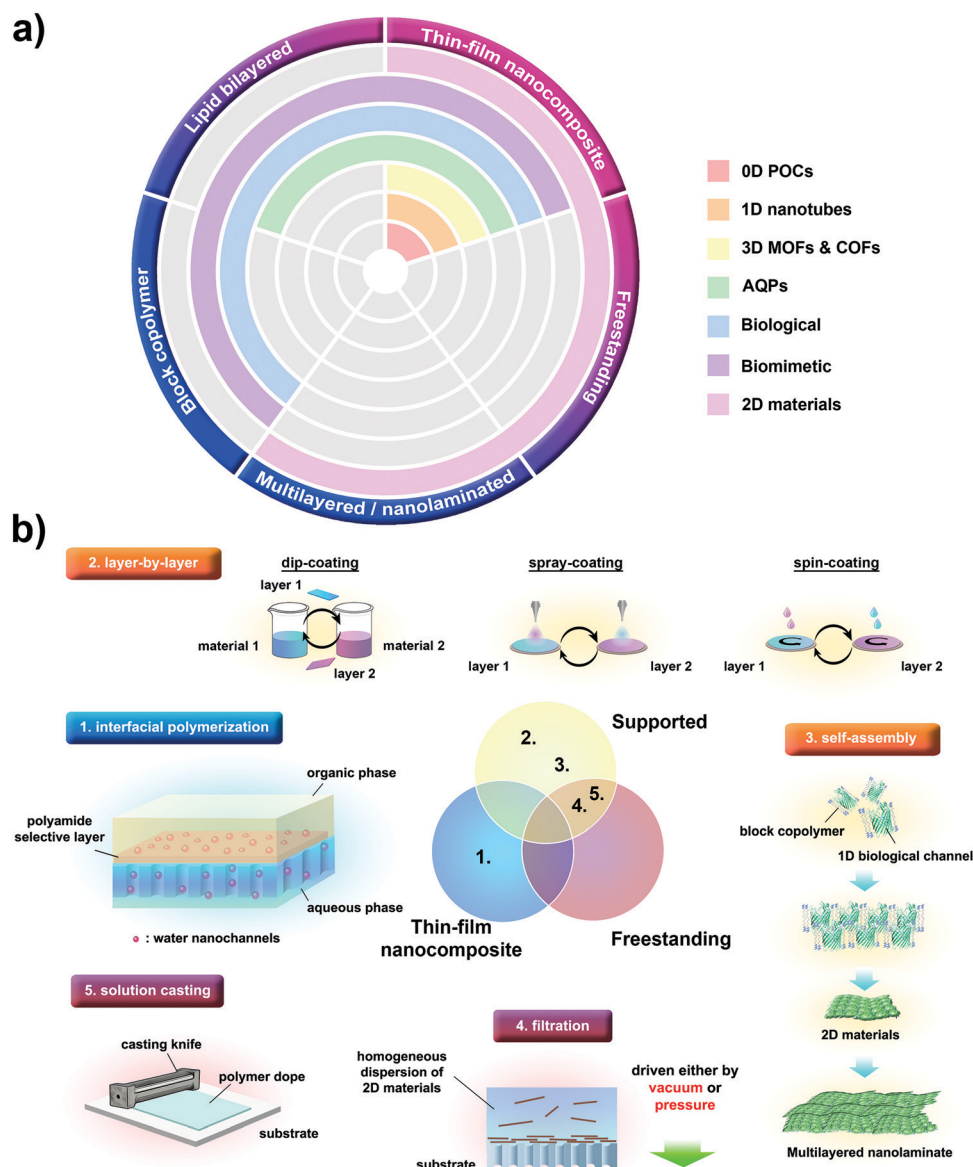 a)
Lipid bilayered
Thin-film nanocomposite
Block copolymer
Freestanding
Multilayered / nanolaminated
0D POCs
1D nanotubes
3D MOFs & COFs
AQPs
Biological
Biomimetic
2D materials
b)
2. layer-by-layer
dip-coating
layer 1
material 1
material 2
layer 2
spray-coating
layer 1
layer 2
spin-coating
layer 1
layer 2
1. interfacial polymerization
organic phase
polyamide
selective layer
aqueous phase
: water nanochannels
Supported
2.
3.
5.
4.
1.
Thin-film
nanocomposite
Freestanding
3. self-assembly
block copolymer
1D biological channel
2D materials
Multilayered nanolaminate
5. solution casting
casting knife
polymer dope
substrate
4. filtration
homogeneous
dispersion of
2D materials
substrate
driven either by
vacuum or
pressure